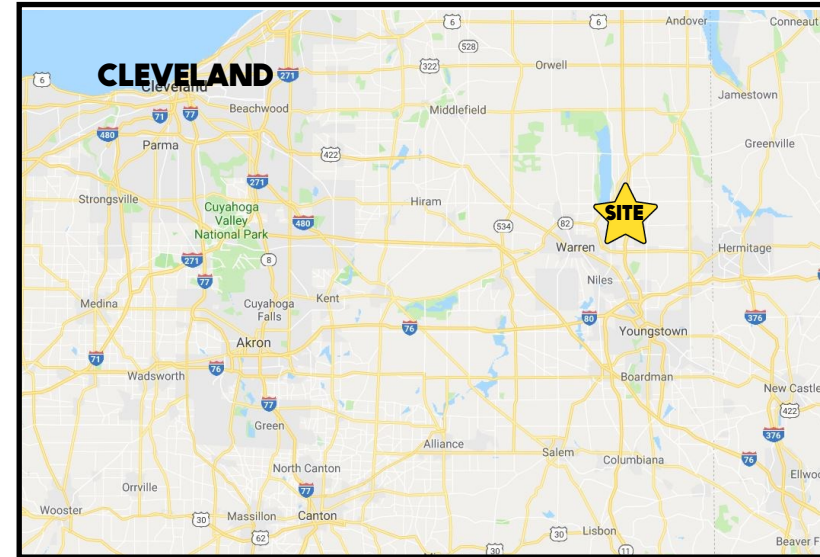 6
6
Andover
Conneaut
528
322
Orwell
CLEVELAND
271
6
Cleveland
Jamestown
Beachwood
Middlefield
71
77
480
Parma
422
Greenville
271
Strongsville
Hiram
Cuyahoga
Valley
National Park
480
534
82
SITE
Warren
Hermitage
8
271
77
Niles
Medina
Cuyahoga
Falls
Kent
76
80
376
Youngstown
Akron
71
76
Wadsworth
Boardman
New Castle
77
422
Green
376
Alliance
Salem
Columbiana
76
North Canton
Ellwo
Orrville
77
Wooster
30
Massillon
Canton
62
30
Lisbon
30
11
Beaver F